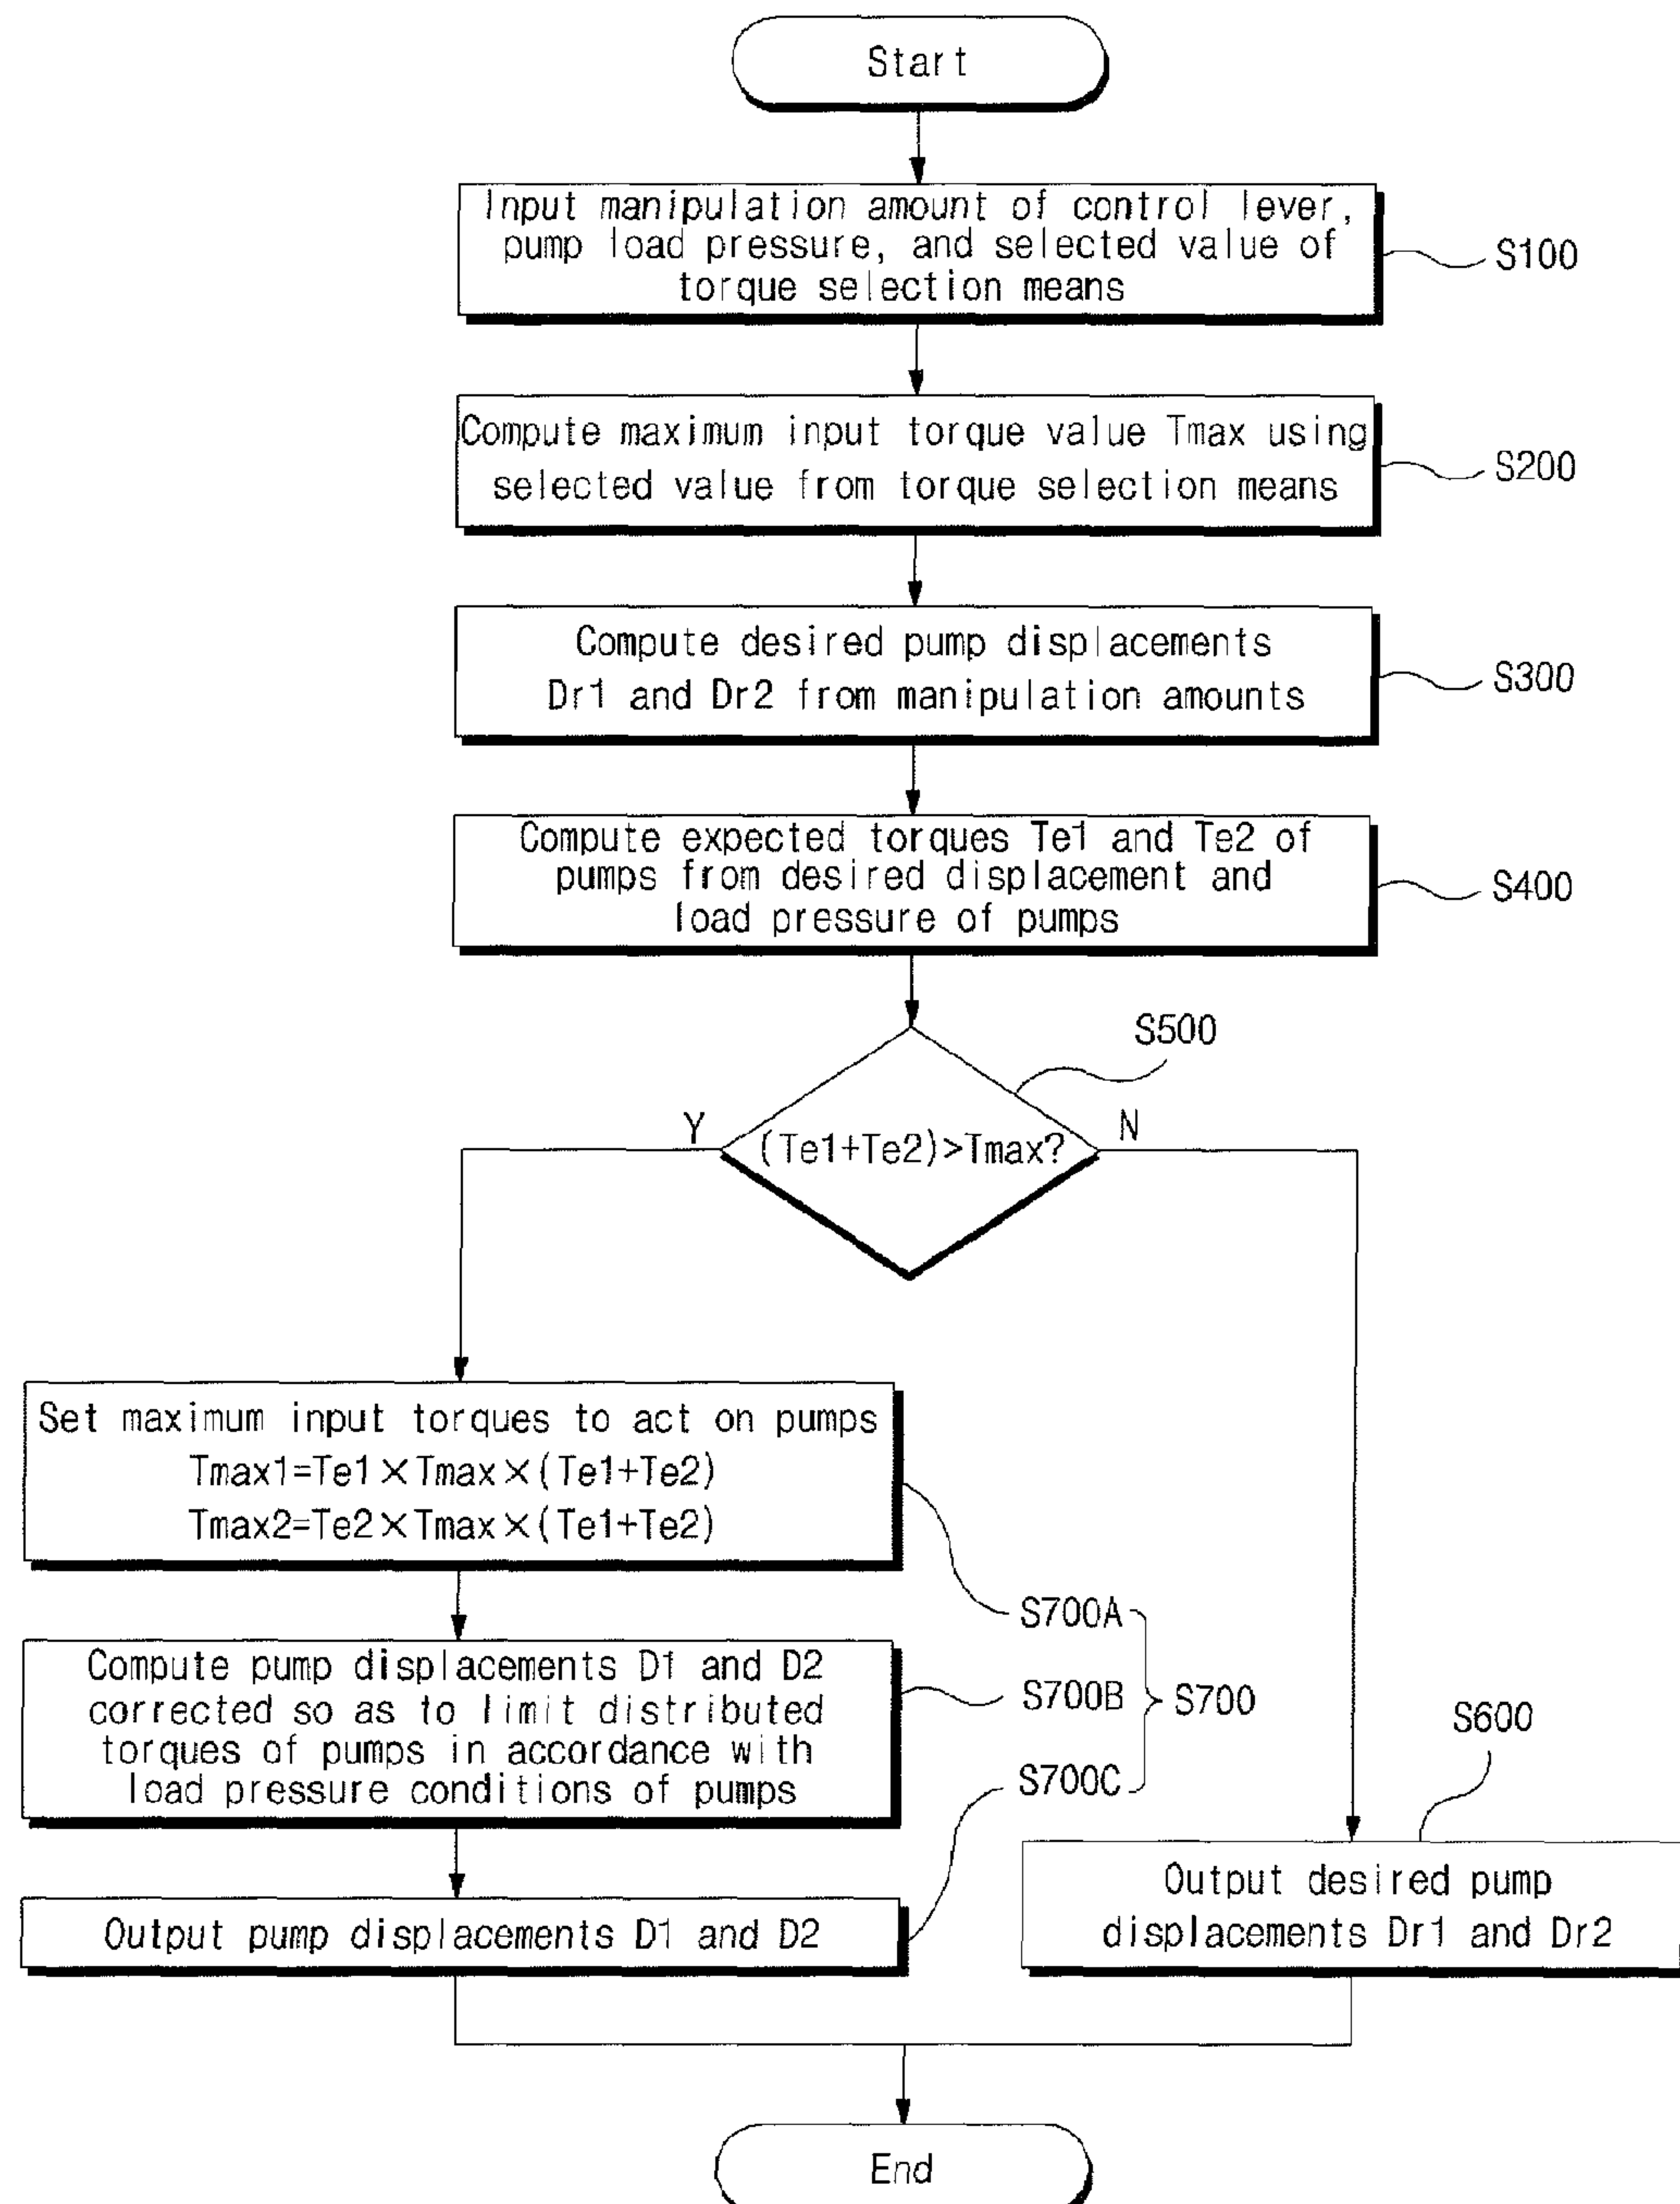 Start
Input manipulation amount of control lever,
pump load pressure, and selected value of
torque selection means
S100
Compute maximum input torque value Tmax using
selected value from torque selection means
S200
Compute desired pump displacements
Dr1 and Dr2 from manipulation amounts
S300
Compute expected torques Te1 and Te2 of
pumps from desired displacement and
load pressure of pumps
S400
S500
Y
(Te1+Te2)>Tmax?
N
Set maximum input torques to act on pumps
Tmax1=Te1×Tmax×(Te1+Te2)
Tmax2=Te2×Tmax×(Te1+Te2)
S700A
Compute pump displacements D1 and D2
corrected so as to limit distributed
torques of pumps in accordance with
load pressure conditions of pumps
S700B
S700
S700C
S600
Output pump displacements D1 and D2
Output desired pump
displacements Dr1 and Dr2
End